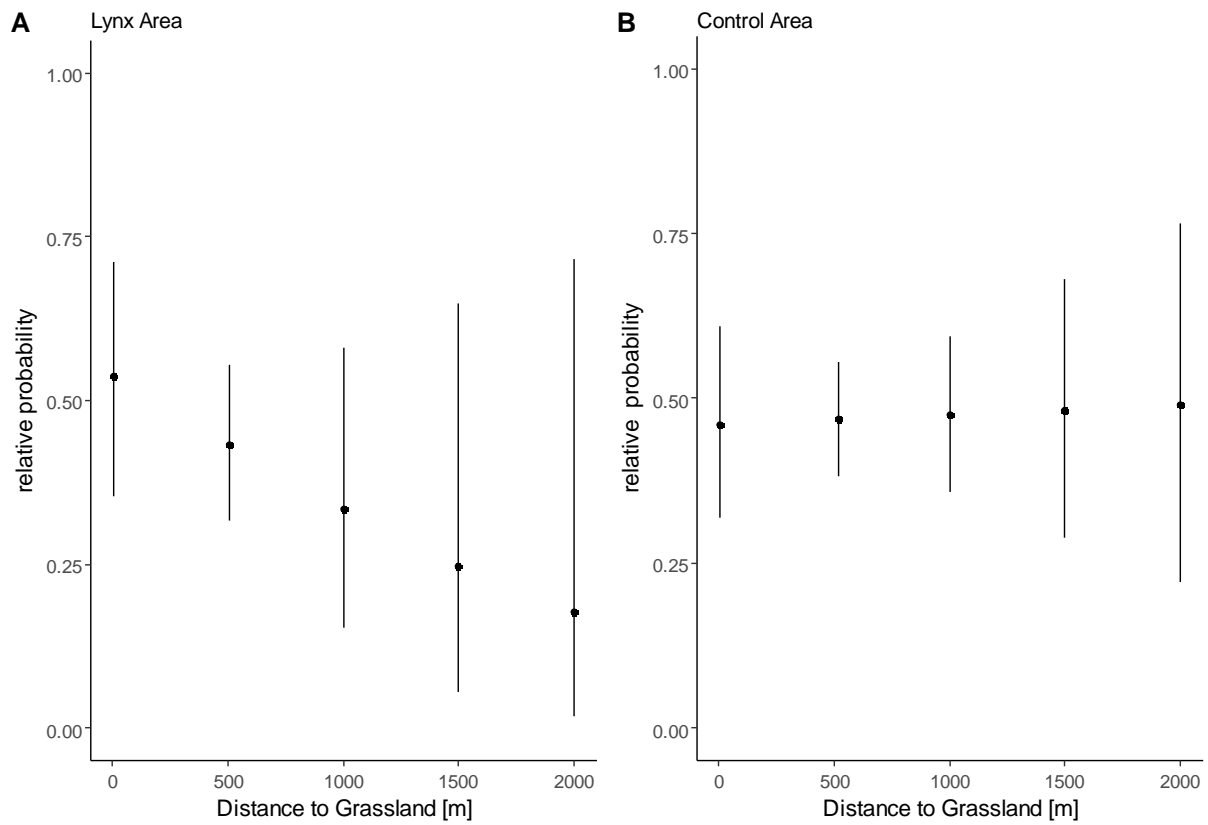 A
Lynx Area
1.00
0.75
0.50
0.25
0.00
relative probability
0
500
1000
1500
2000
Distance to Grassland [m]
B
Control Area
1.00
0.75
0.50
0.25
0.00
relative probability
0
500
1000
1500
2000
Distance to Grassland [m]